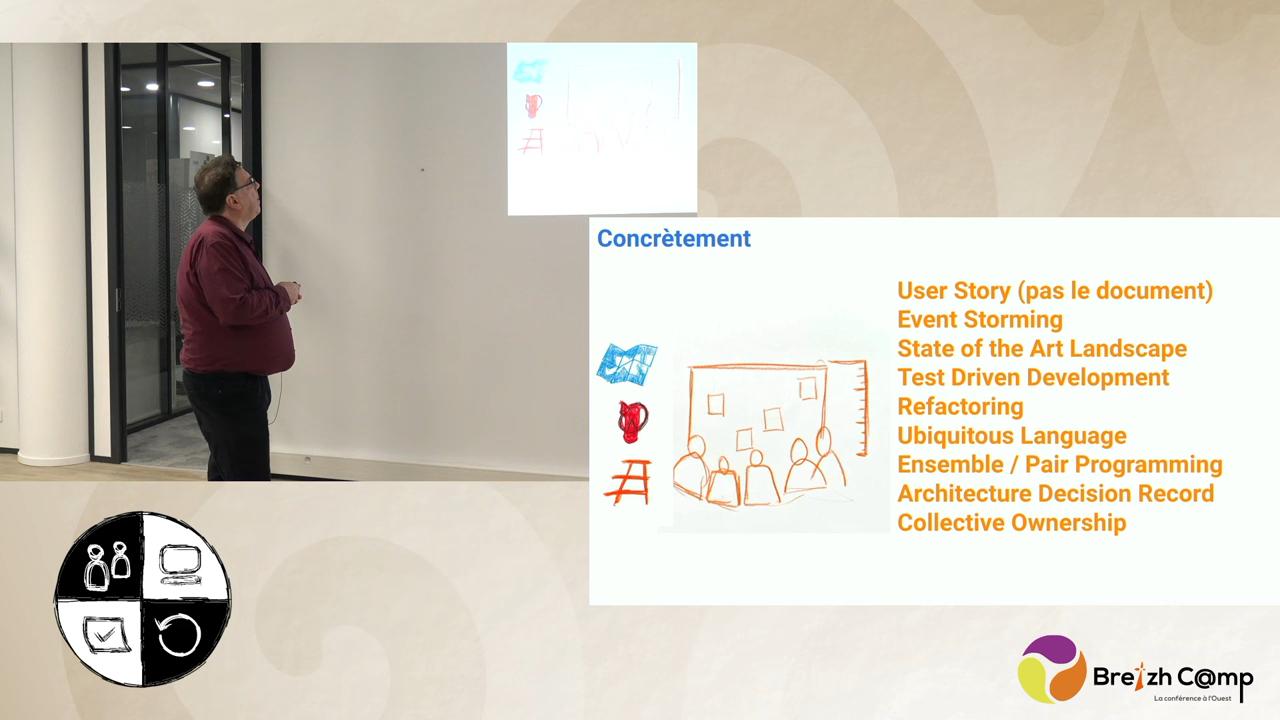 Concrètement
User Story (pas le document)
Event Storming
State of the Art Landscape
Test Driven Development
Refactoring
Ubiquitous Language
Ensemble / Pair Programming
Architecture Decision Record
Collective Ownership
Breizh C@mp
La conférence à l'Ouest